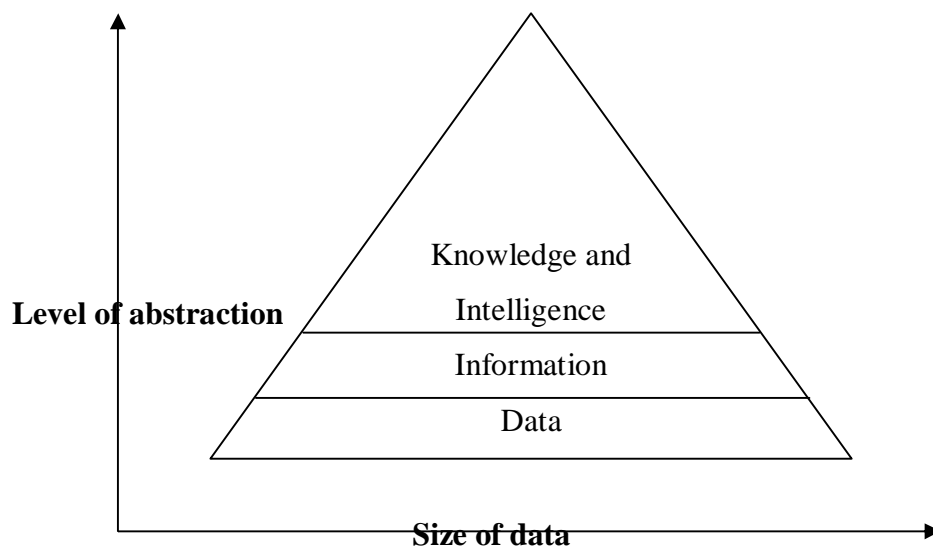 Knowledge and
Intelligence
Level of abstraction
Information
Data
Size of data